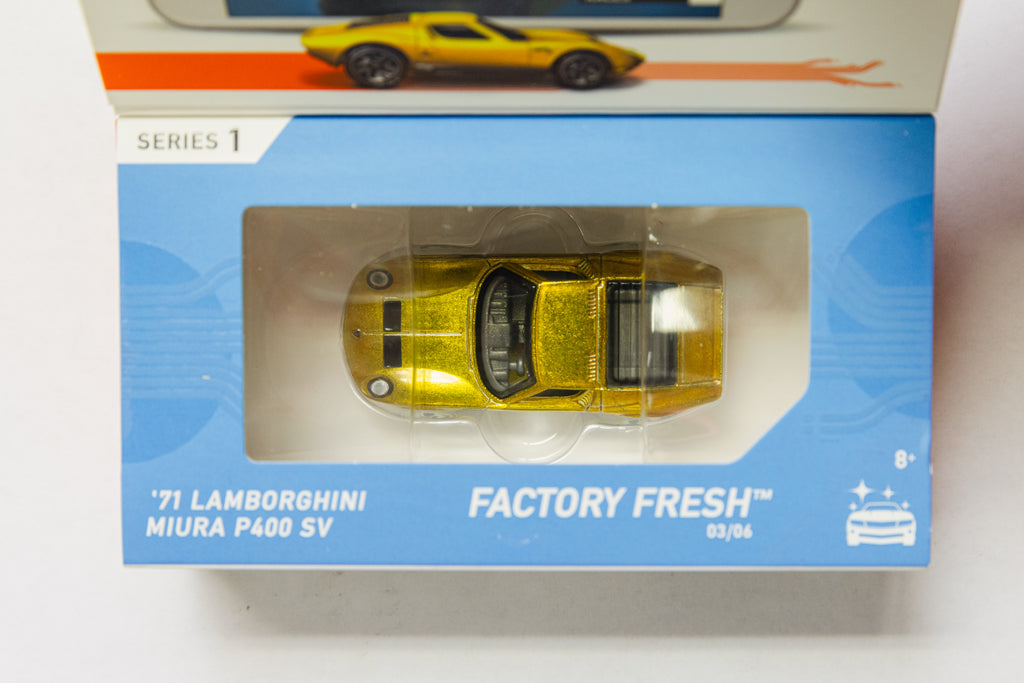 SERIES 1
'71 LAMBORGHINI
MIURA P400 SV
FACTORY FRESH™
03/06
8+